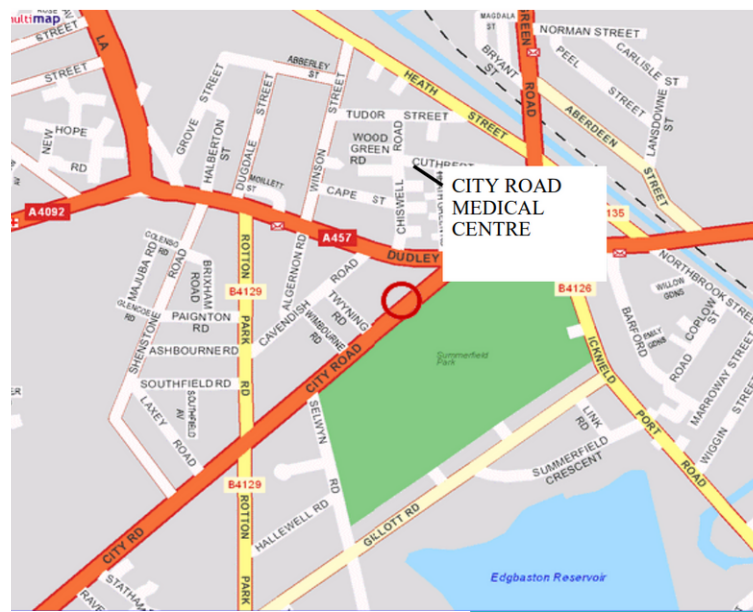 multimap
LA
STREET
STREET
NEW
HOPE
RD
GROVE STREET
HALBERTON ST
DUGDALE STREET
ABBERLEY ST
WINSON STREET
MOILLETT ST
TUDOR STREET
WOOD GREEN RD
CHISWELL ROAD
CAPE ST
CUTHBERT
HEATH STREET
MAGDALA ST
BRYANT ST
GREEN ROAD
NORMAN STREET
PEEL STREET
CARLISLE ST
LANSDOWNE ST
ABERDEEN STREET
CITY ROAD
MEDICAL
CENTRE
A4092
A457
DUDLEY
135
B4126
B4129
B4129
NORTHBROOK STREET
WILLOW GDNS
COPLOW ST
EMILY GDNS
BARFORD ROAD
MARROWAY STREET
WIGGIN STREET
ICKNIELD PORT ROAD
COLENSO RD
MAJUBA RD
BRIXHAM ROAD
GLENCOE RD
PAIGNTON RD
SHENSTONE ROAD
ASHBOURNE RD
SOUTHFIELD RD
SOUTHFIELD AV
LAXEY ROAD
ROTTON PARK RD
ALGERNON RD
CAVENDISH ROAD
TWYNING RD
WIMBOURNE RD
CITY ROAD
Summerfield
Park
SELWYN RD
LINK RD
SUMMERFIELD CRESCENT
GILLOTT RD
HALLEWELL RD
ROTTON PARK
CITY RD
STATHAM
RAVE
Edgbaston Reservoir